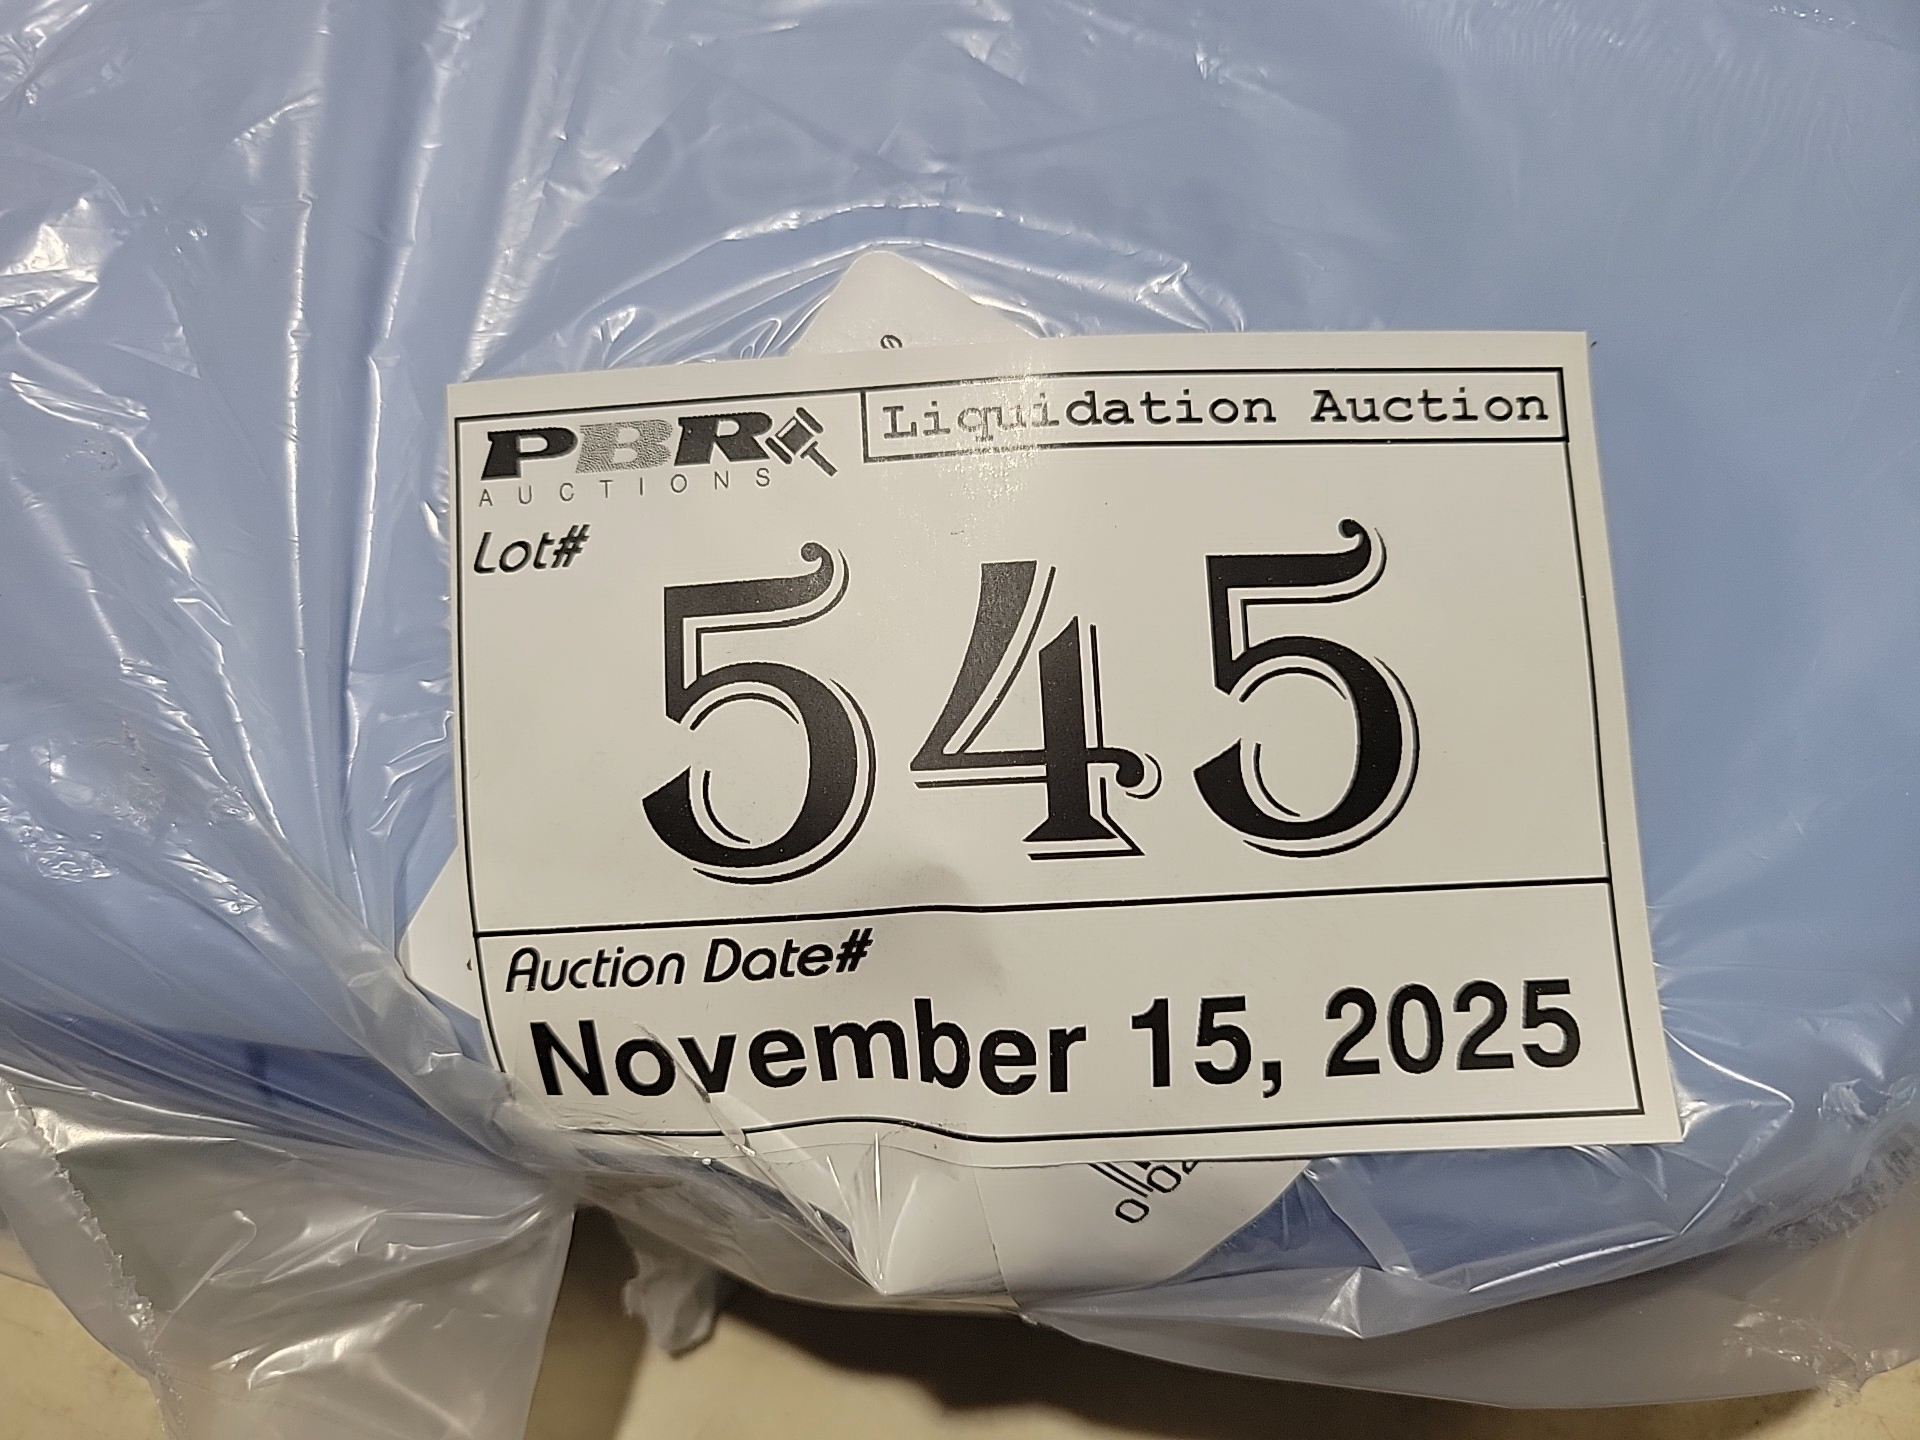 PBR
AUCTIONS
Liquidation Auction
Lot#
545
Auction Date#
November 15, 2025